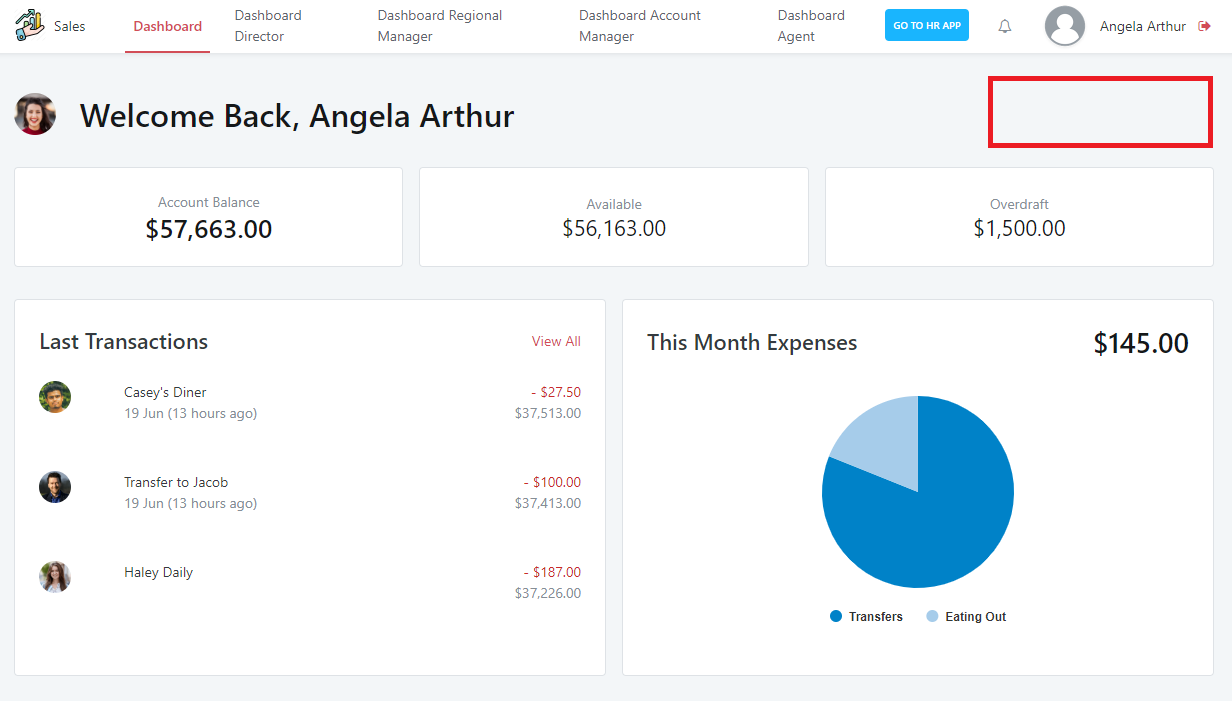 Sales
Dashboard
Dashboard Director
Dashboard Regional Manager
Dashboard Account Manager
Dashboard Agent
GO TO HR APP
Angela Arthur
Welcome Back, Angela Arthur
Account Balance
$57,663.00
Available
$56,163.00
Overdraft
$1,500.00
Last Transactions
View All
Casey's Diner
- $27.50
19 Jun (13 hours ago)
$37,513.00
Transfer to Jacob
- $100.00
19 Jun (13 hours ago)
$37,413.00
Haley Daily
- $187.00
$37,226.00
This Month Expenses
$145.00
Transfers
Eating Out